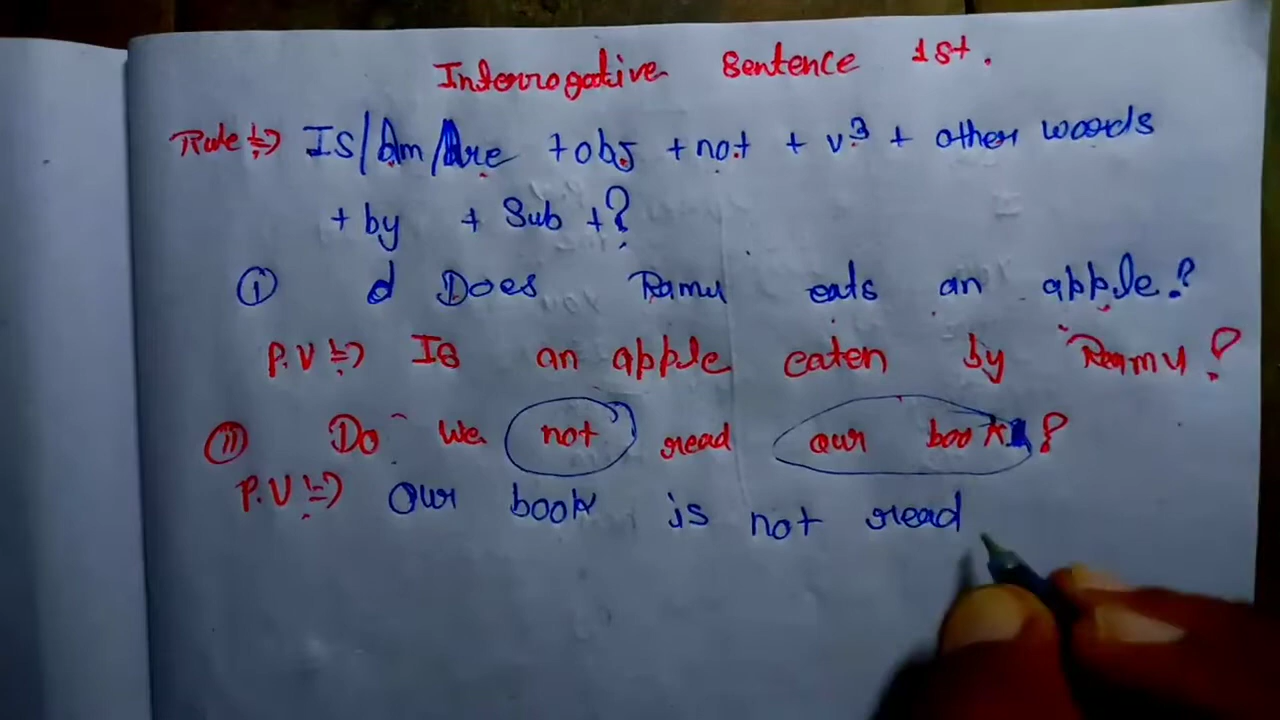 Interrogative Sentence 1st.
Rule => Is/Am/Are + obj + not + v3 + other words
+ by + Sub + ?
(i) d Does Ramu eats an apple?
P.V => Is an apple eaten by Ramu?
(ii) Do We not read our book?
P.V => Our book is not read